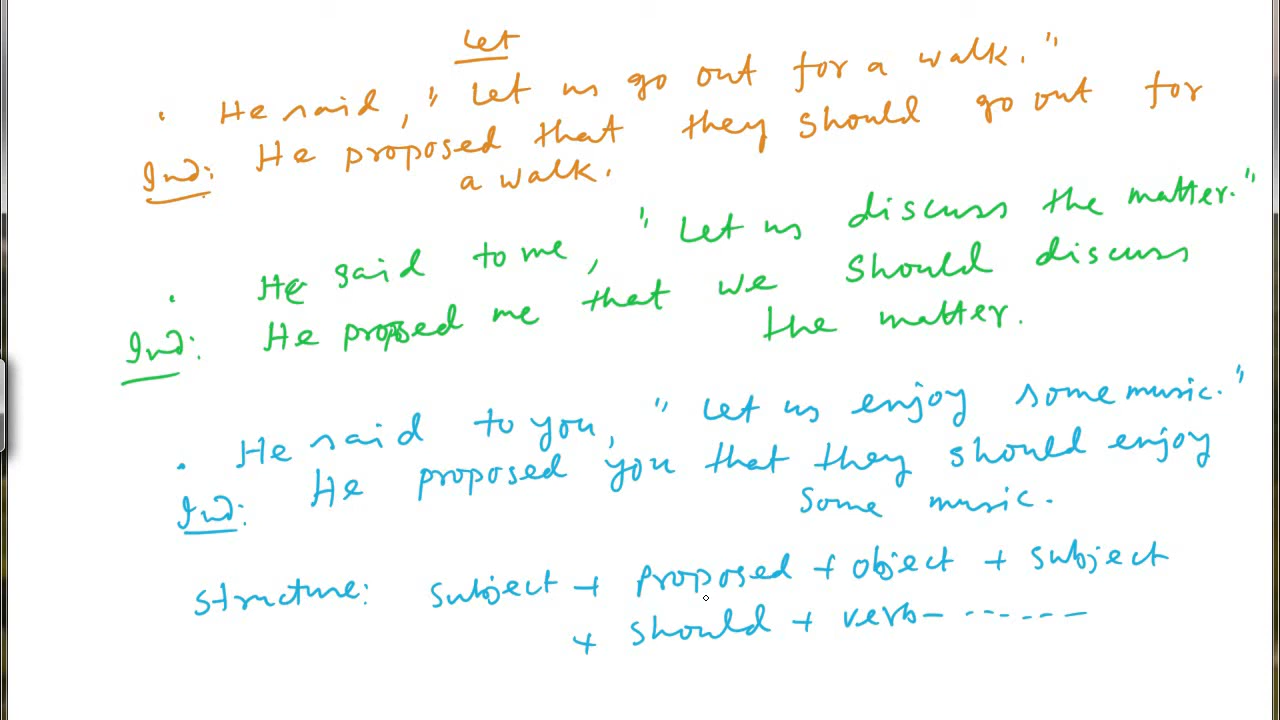 Let
• He said, "Let us go out for a walk."
Ind: He proposed that they should go out for
a walk.
• He said to me, "Let us discuss the matter."
Ind: He proposed me that we should discuss
the matter.
• He said to you, "Let us enjoy some music."
Ind: He proposed you that they should enjoy
some music.
Structure: Subject + proposed + object + subject
+ should + verb- ------